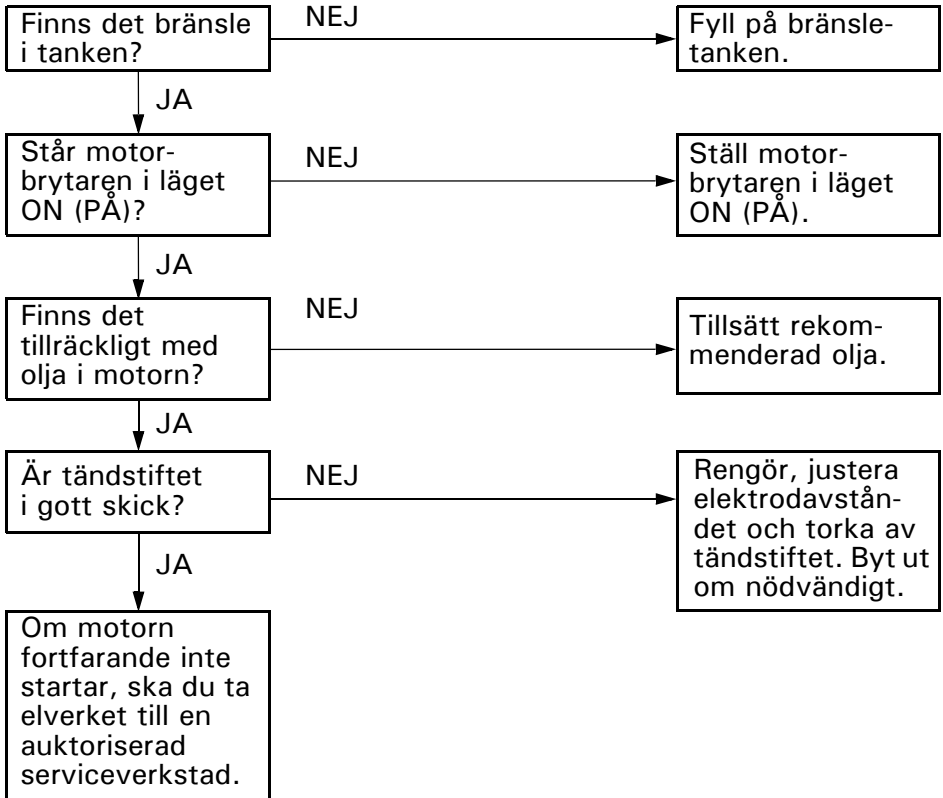 Finns det bränsle
i tanken?
NEJ
Fyll på bränsle-
tanken.
JA
Står motor-
brytaren i läget
ON (PÅ)?
NEJ
Ställ motor-
brytaren i läget
ON (PÅ).
JA
Finns det
tillräckligt med
olja i motorn?
NEJ
Tillsätt rekom-
menderad olja.
JA
Är tändstiftet
i gott skick?
NEJ
Rengör, justera
elektrodavstån-
det och torka av
tändstiftet. Byt ut
om nödvändigt.
JA
Om motorn
fortfarande inte
startar, ska du ta
elverket till en
auktoriserad
serviceverkstad.